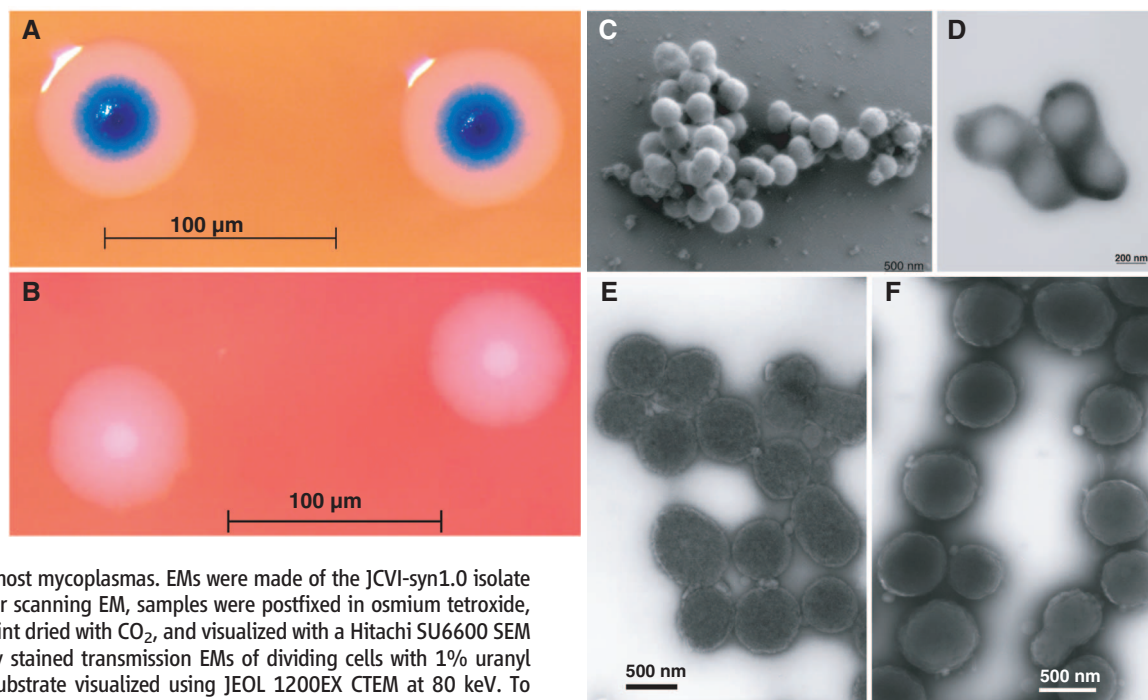 A
100 µm
B
100 µm
C
500 nm
D
200 nm
E
500 nm
F
500 nm
most mycoplasmas. EMs were made of the JCVI-syn1.0 isolate
r scanning EM, samples were postfixed in osmium tetroxide,
int dried with CO₂, and visualized with a Hitachi SU6600 SEM
y stained transmission EMs of dividing cells with 1% uranyl
ubstrate visualized using JEOL 1200EX CTEM at 80 keV. To